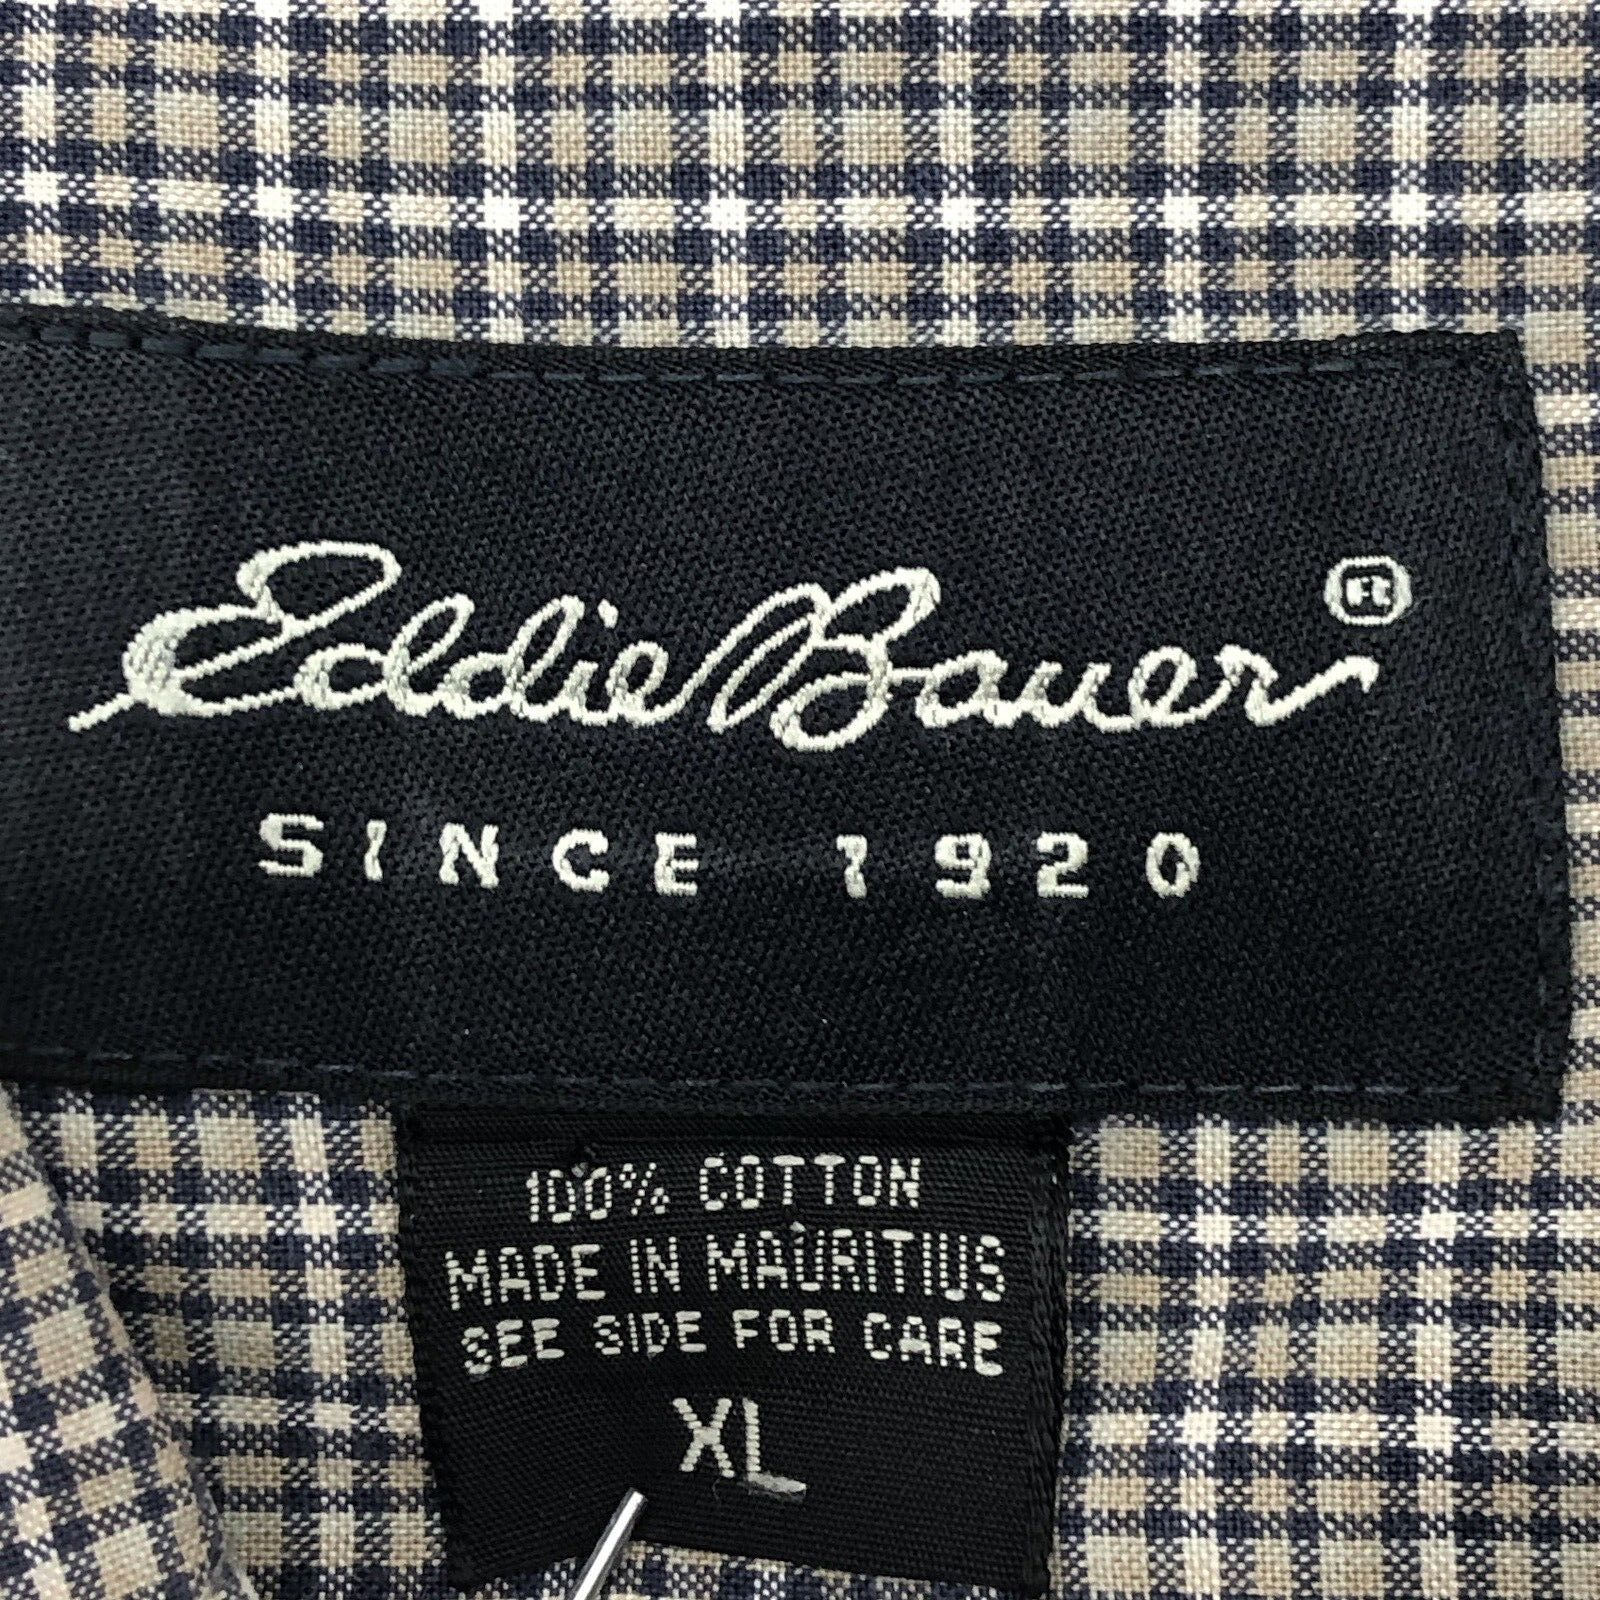 Eddie Bauer ®
SINCE 1920
100% COTTON
MADE IN MAURITIUS
SEE SIDE FOR CARE
XL